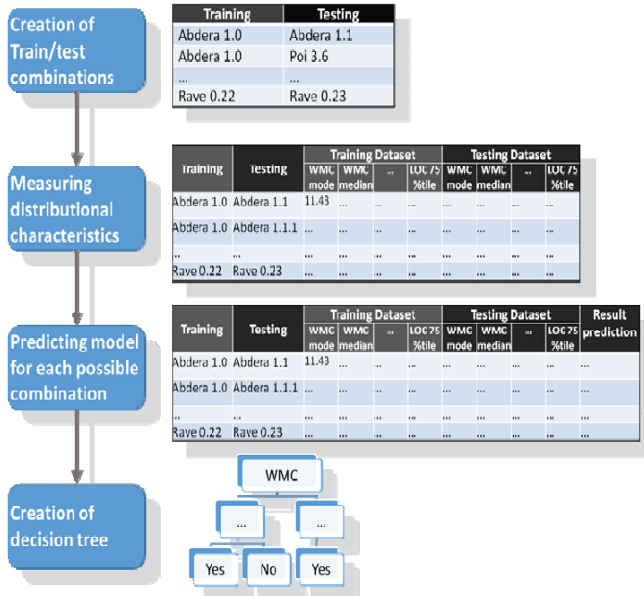 Creation of
Train/test
combinations
Training Testing
Abdera 1.0 Abdera 1.1
Abdera 1.0 Poi 3.6
... ...
Rave 0.22 Rave 0.23
Measuring
distributional
characteristics
Training Dataset Testing Dataset
Training Testing WMC mode WMC median ... LOC 75 %tile WMC mode WMC median ... LOC 75 %tile
Abdera 1.0 Abdera 1.1 11.43 ... ... ... ... ... ... ...
Abdera 1.0 Abdera 1.1.1 ... ... ... ... ... ... ... ...
... ... ... ... ... ... ... ... ... ...
Rave 0.22 Rave 0.23 ... ... ... ... ... ... ... ...
Predicting model
for each possible
combination
Training Dataset Testing Dataset Result prediction
Training Testing WMC mode WMC median ... LOC 75 %tile WMC mode WMC median ... LOC 75 %tile
Abdera 1.0 Abdera 1.1 11.43 ... ... ... ... ... ... ... ...
Abdera 1.0 Abdera 1.1.1 ... ... ... ... ... ... ... ... ...
... ... ... ... ... ... ... ... ... ... ...
Rave 0.22 Rave 0.23 ... ... ... ... ... ... ... ... ...
Creation of
decision tree
WMC
... ...
Yes No Yes